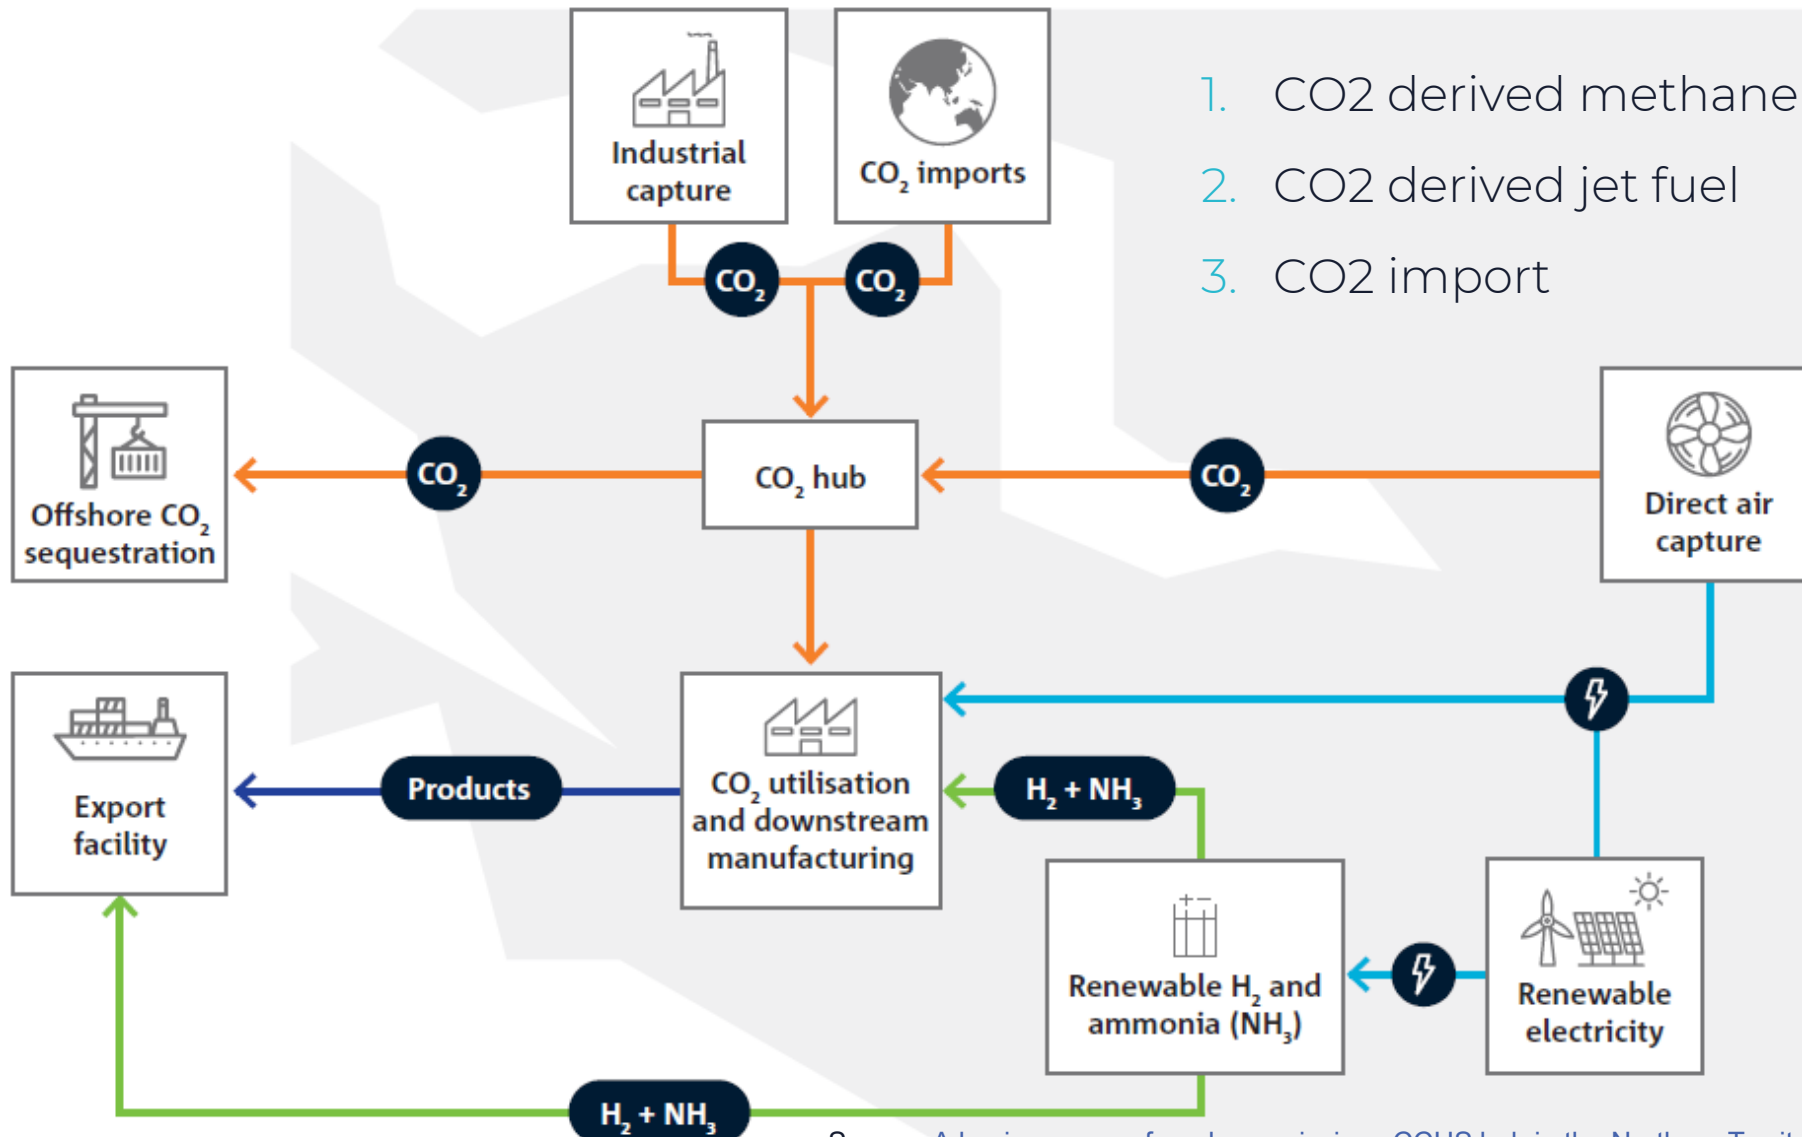 Industrial
capture
CO₂ imports
1. CO2 derived methane
2. CO2 derived jet fuel
3. CO2 import
CO₂
CO₂
Offshore CO₂
sequestration
CO₂
CO₂ hub
CO₂
Direct air
capture
Export
facility
Products
CO₂ utilisation
and downstream
manufacturing
H₂ + NH₃
Renewable H₂ and
ammonia (NH₃)
Renewable
electricity
H₂ + NH₃